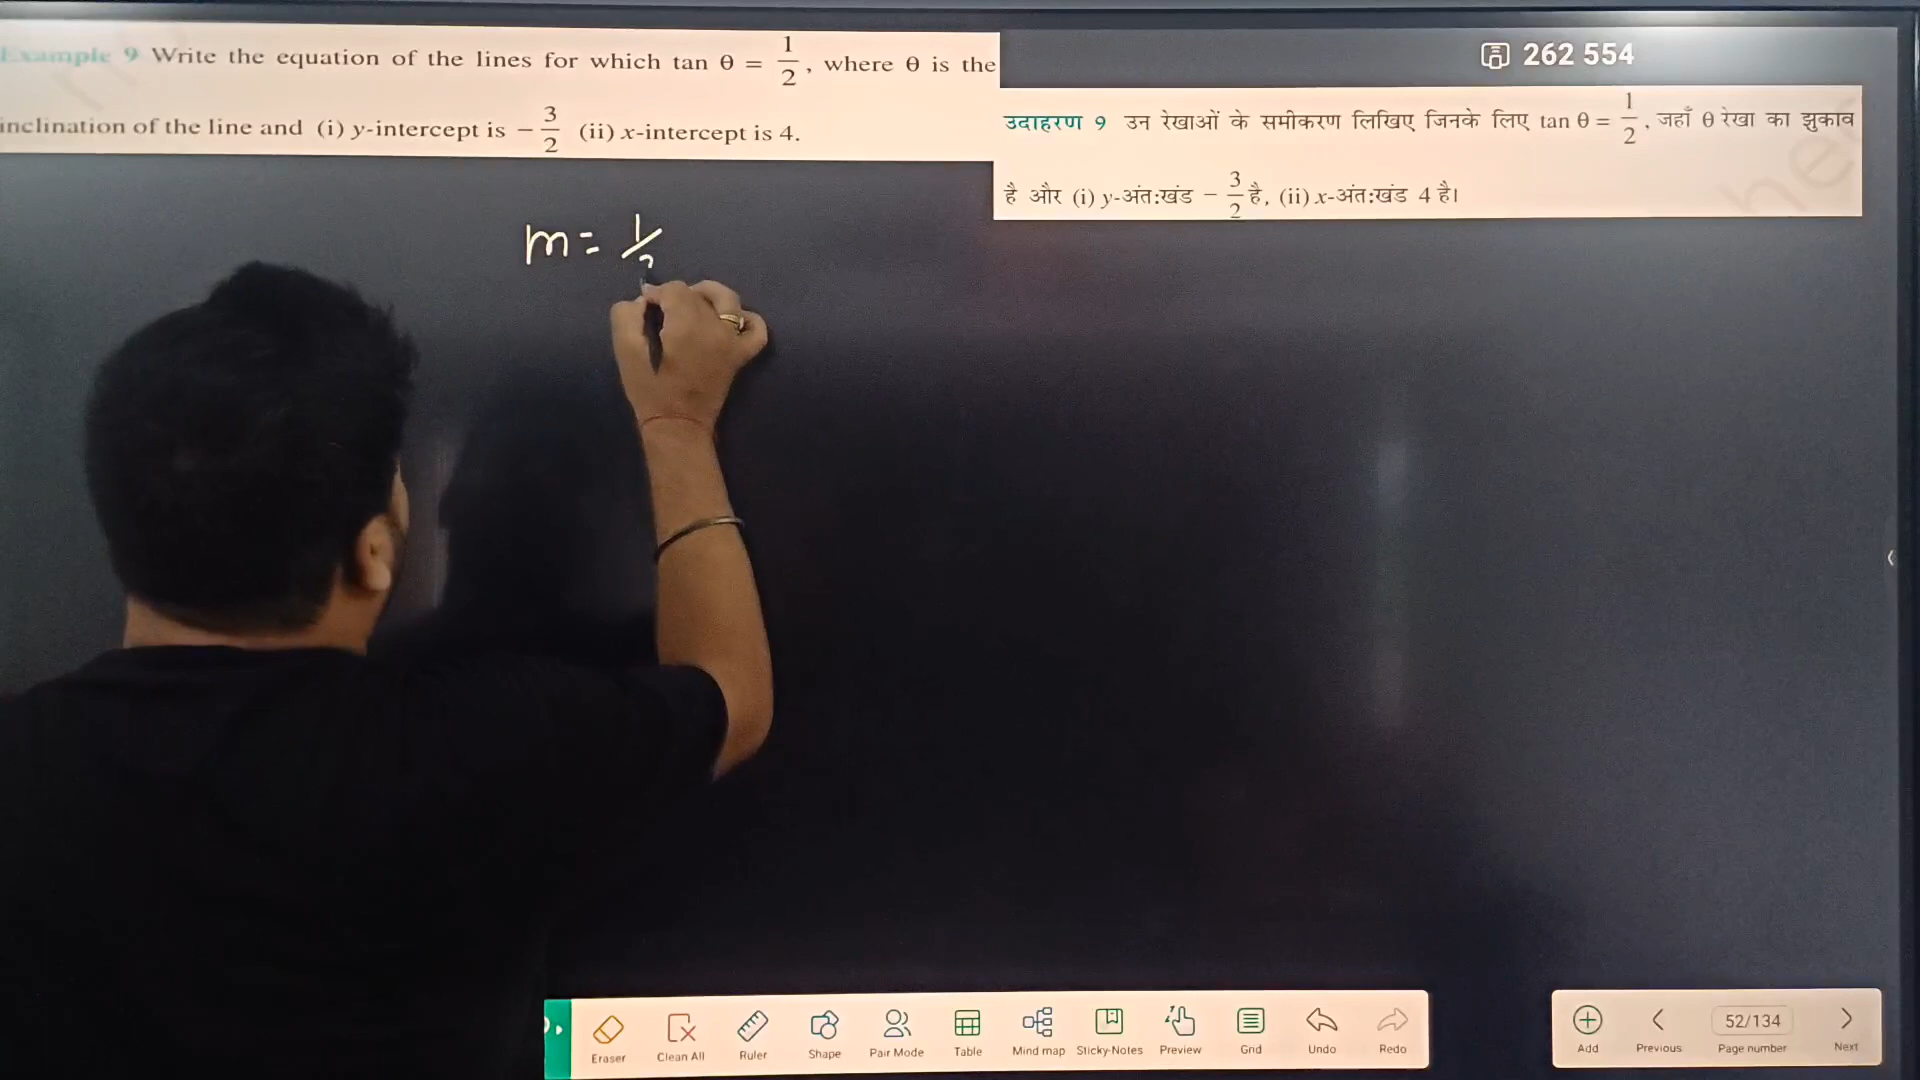 Example 9 Write the equation of the lines for which tan θ = 1/2, where θ is the
inclination of the line and (i) y-intercept is – 3/2 (ii) x-intercept is 4.
262 554
उदाहरण 9 उन रेखाओं के समीकरण लिखिए जिनके लिए tan θ = 1/2, जहाँ θ रेखा का झुकाव
है और (i) y-अंत:खंड – 3/2 है, (ii) x-अंत:खंड 4 है।
m = 1/2
Eraser Clean All Ruler Shape Pair Mode Table Mind map Sticky-Notes Preview Grid Undo Redo
52/134
Add Previous Page number Next